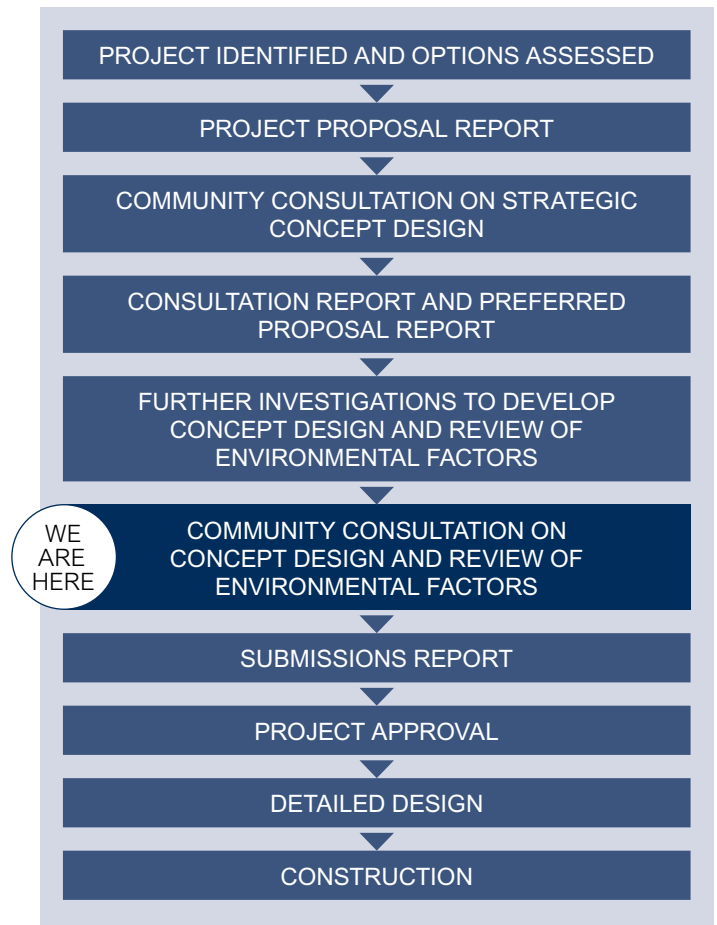 PROJECT IDENTIFIED AND OPTIONS ASSESSED
PROJECT PROPOSAL REPORT
COMMUNITY CONSULTATION ON STRATEGIC
CONCEPT DESIGN
CONSULTATION REPORT AND PREFERRED
PROPOSAL REPORT
FURTHER INVESTIGATIONS TO DEVELOP
CONCEPT DESIGN AND REVIEW OF
ENVIRONMENTAL FACTORS
WE
ARE
HERE
COMMUNITY CONSULTATION ON
CONCEPT DESIGN AND REVIEW OF
ENVIRONMENTAL FACTORS
SUBMISSIONS REPORT
PROJECT APPROVAL
DETAILED DESIGN
CONSTRUCTION